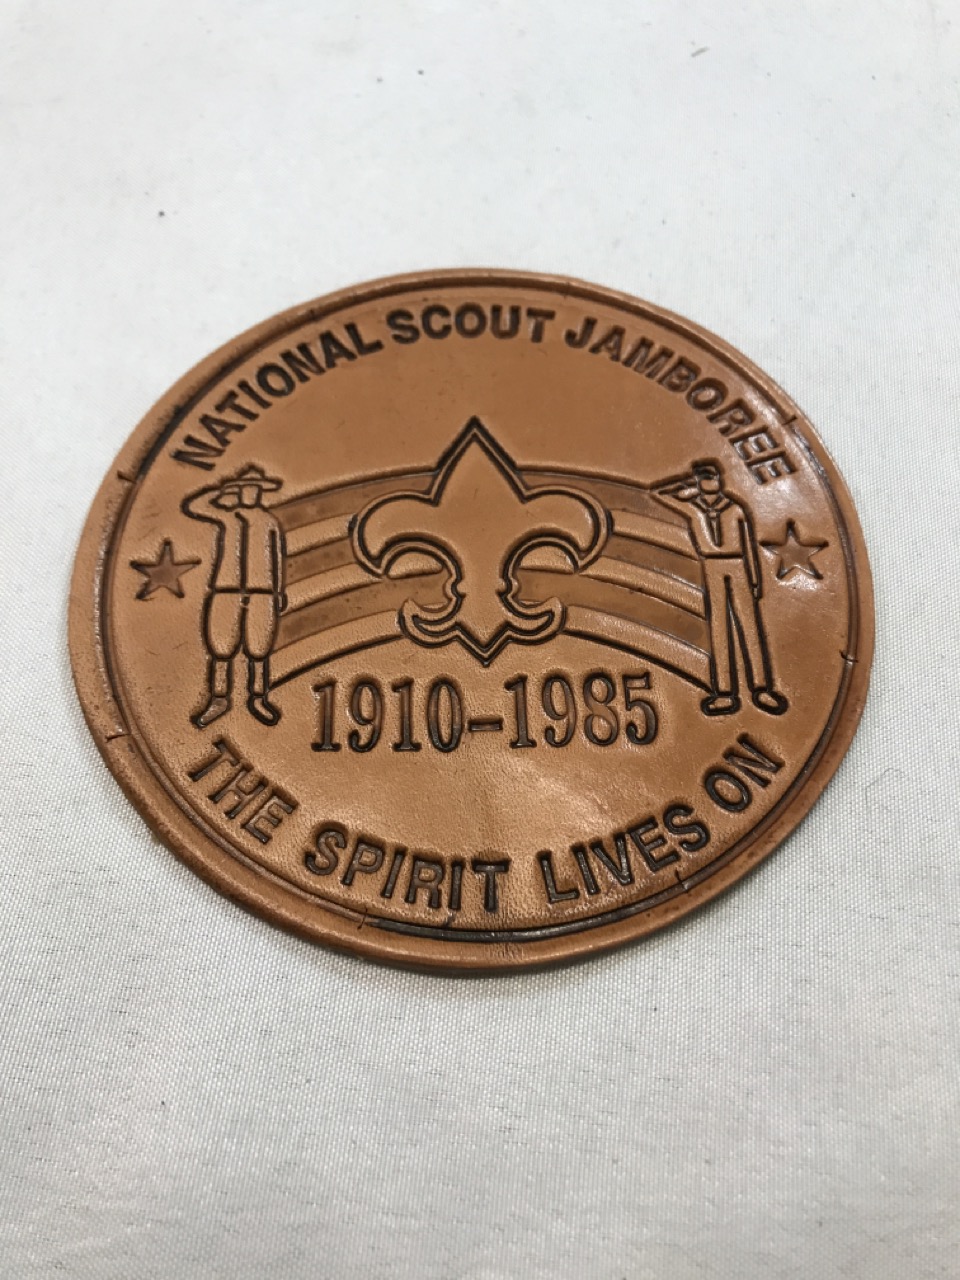 NATIONAL SCOUT JAMBOREE
1910-1985
THE SPIRIT LIVES ON